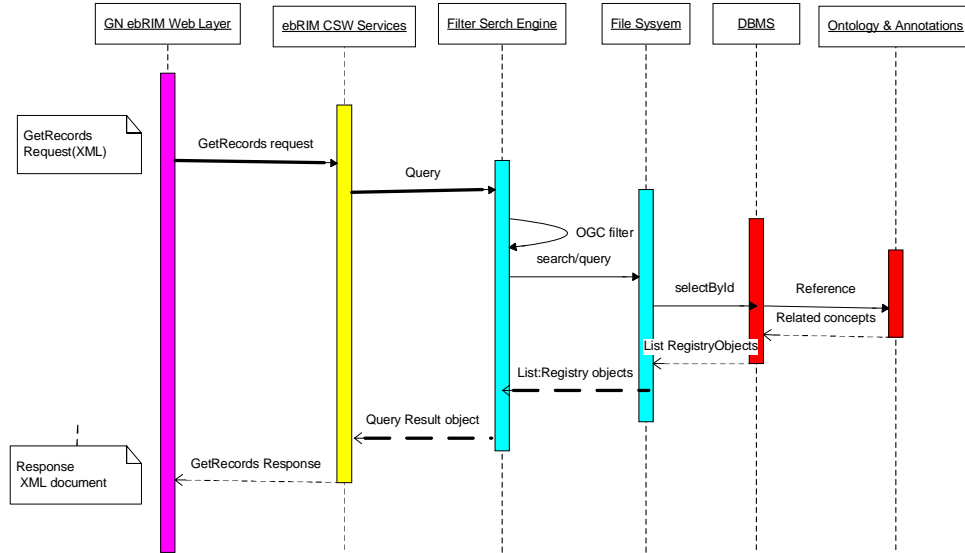 GN ebRIM Web Layer
ebRIM CSW Services
Filter Serch Engine
File Sysyem
DBMS
Ontology & Annotations
GetRecords
Request(XML)
GetRecords request
Query
OGC filter
search/query
selectById
Reference
Related concepts
List RegistryObjects
List:Registry objects
Query Result object
GetRecords Response
Response
XML document